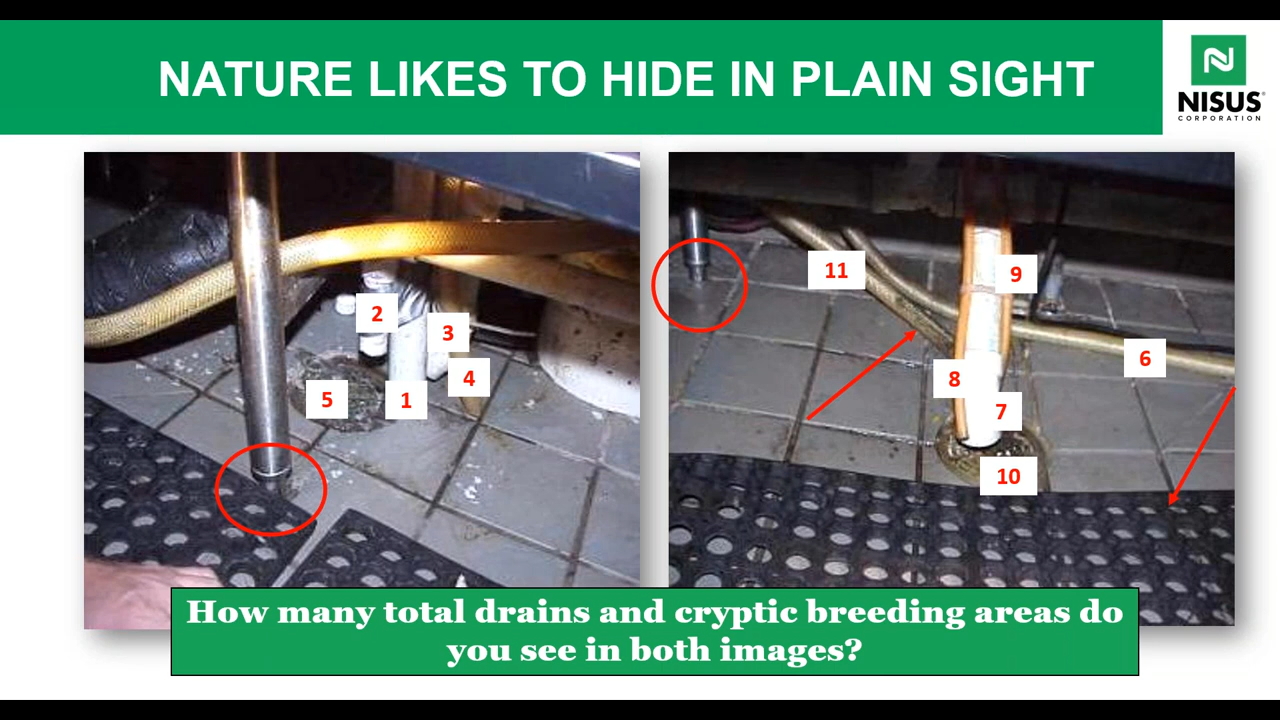 NATURE LIKES TO HIDE IN PLAIN SIGHT
NISUS®
CORPORATION
2
3
4
5
1
11
9
6
8
7
10
How many total drains and cryptic breeding areas do
you see in both images?